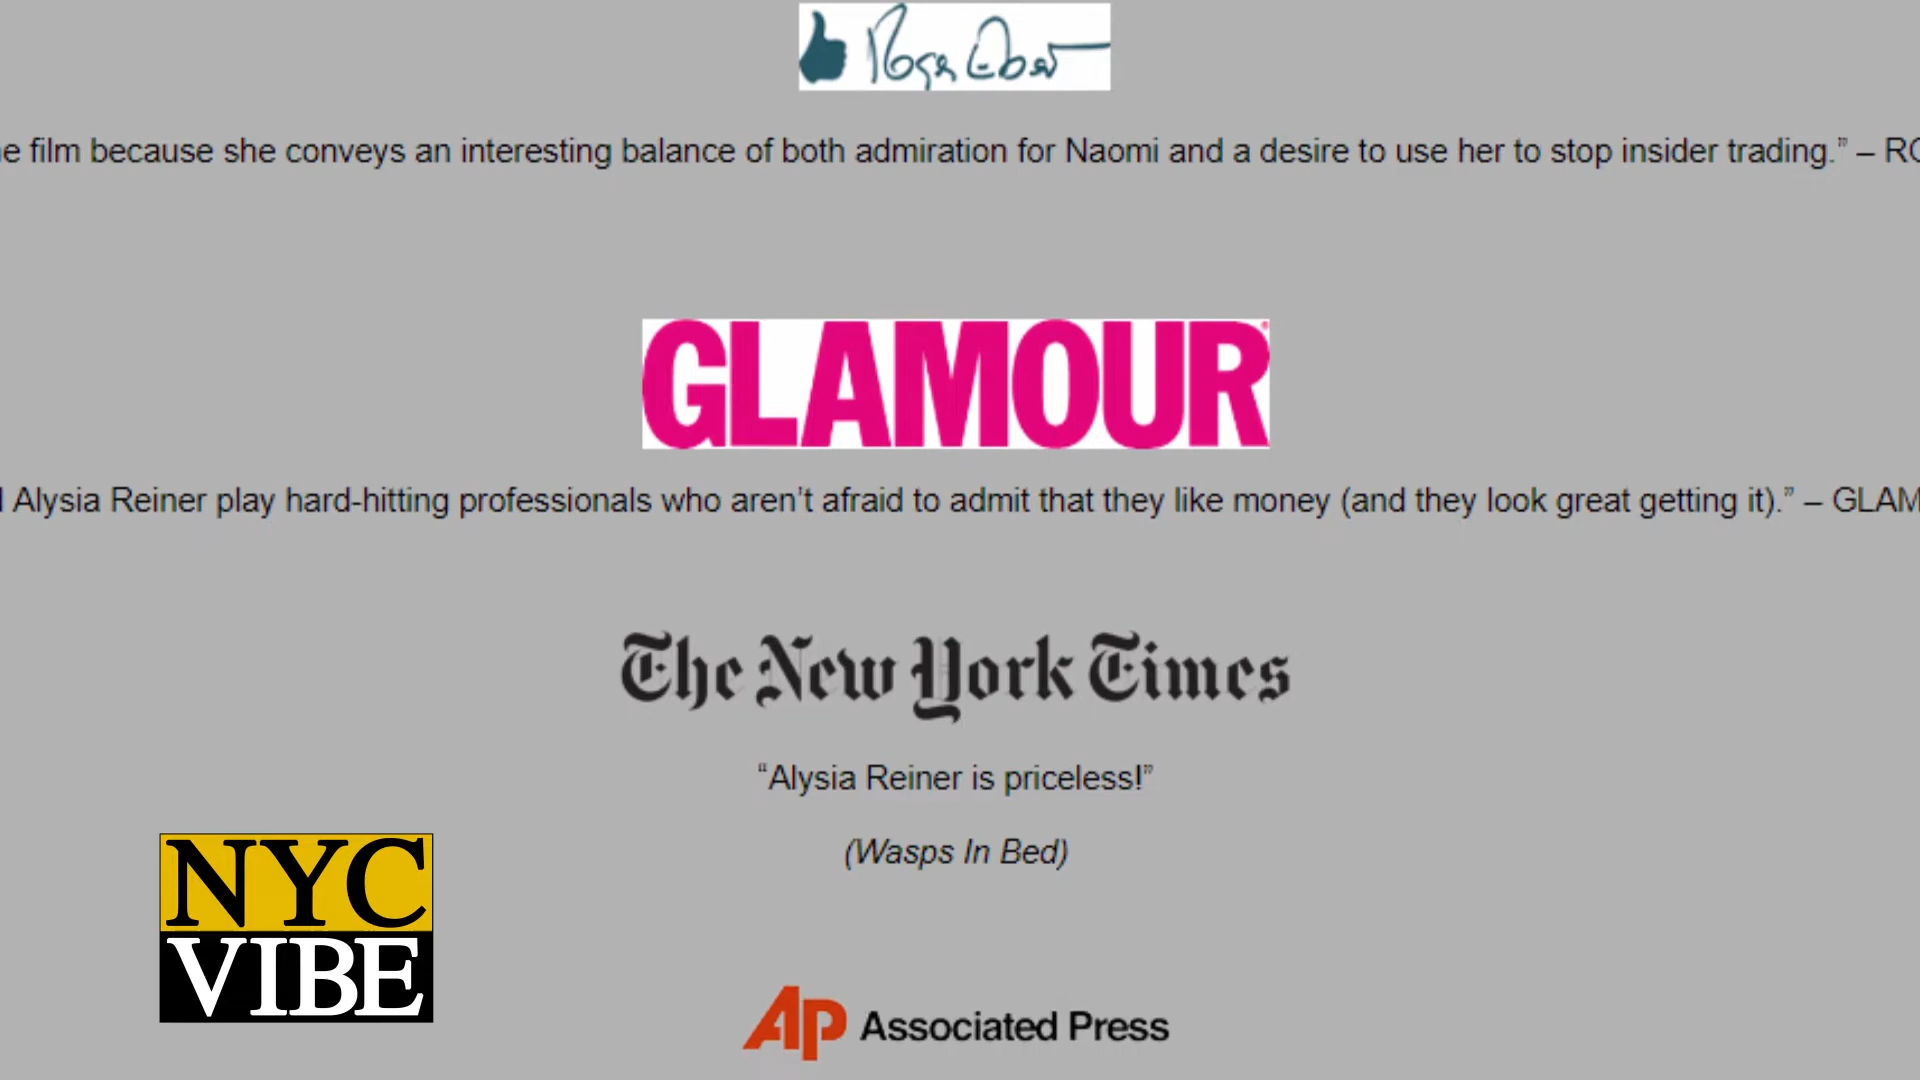 Roger Ebert
e film because she conveys an interesting balance of both admiration for Naomi and a desire to use her to stop insider trading.” – RO
GLAMOUR
Alysia Reiner play hard-hitting professionals who aren’t afraid to admit that they like money (and they look great getting it).” – GLAM
The New York Times
“Alysia Reiner is priceless!”
(Wasps In Bed)
NYC
VIBE
AP Associated Press